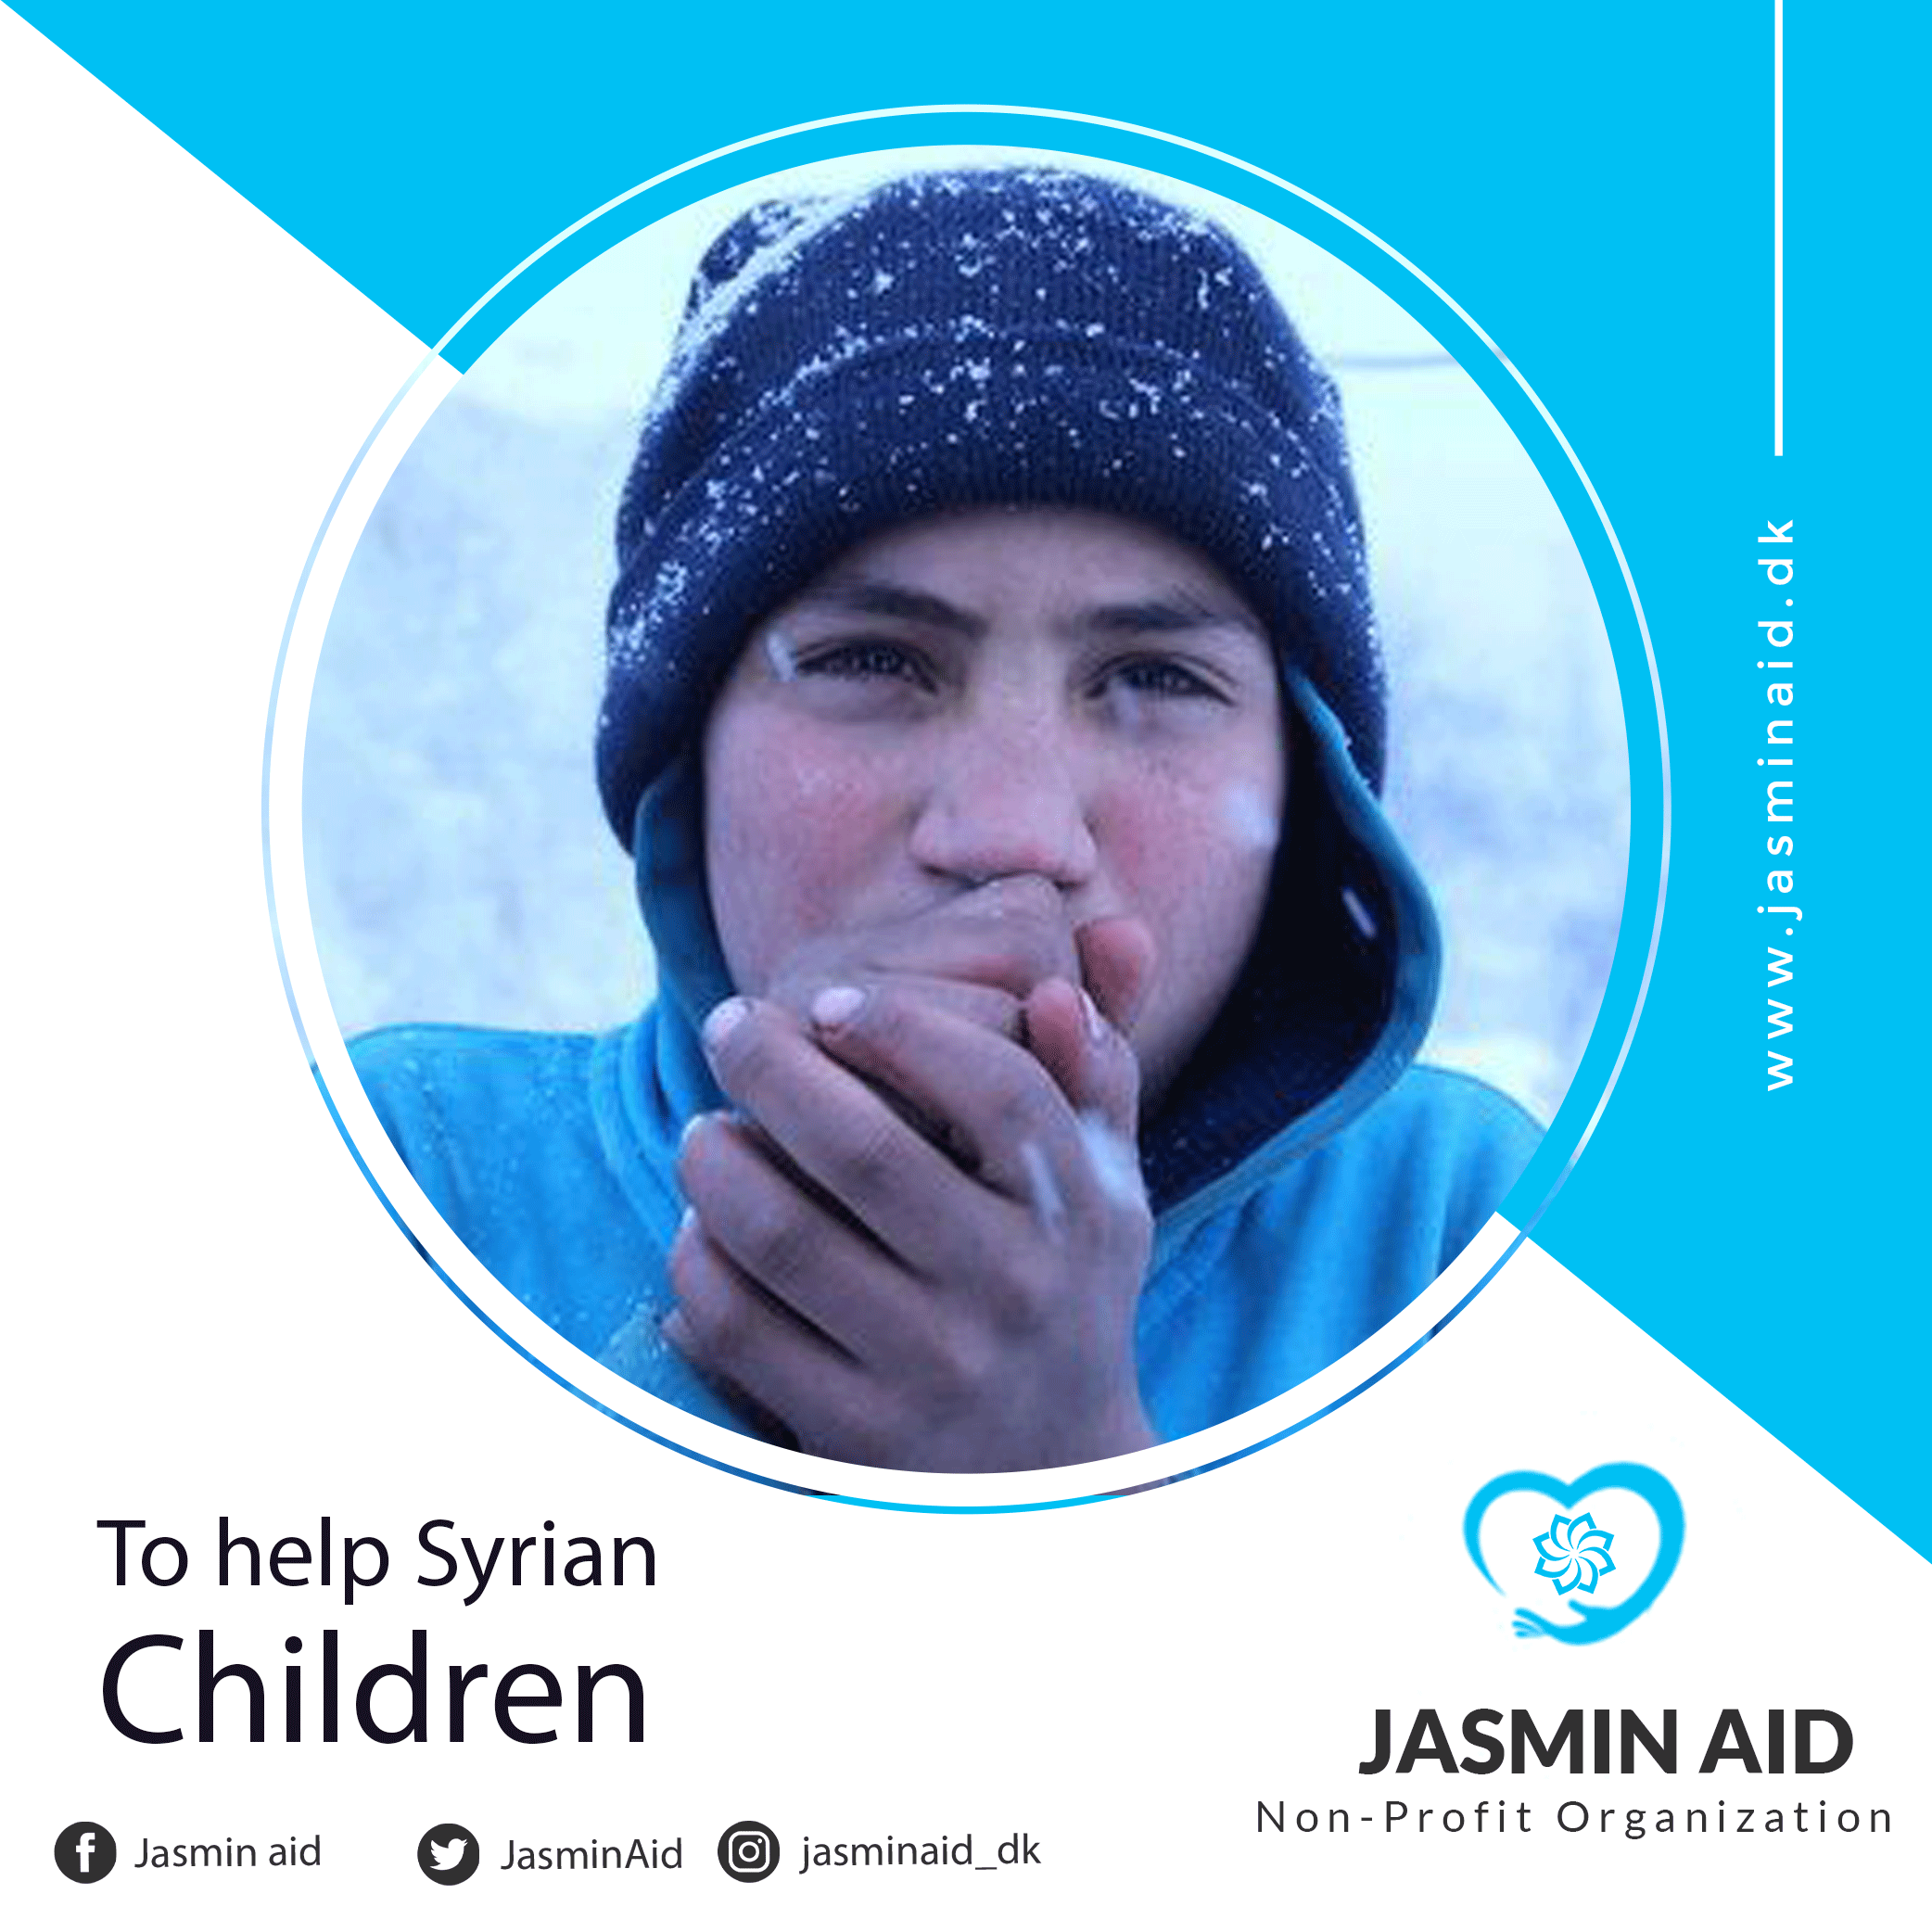 www.jasminaid.dk
To help Syrian
Children
JASMIN AID
Non-Profit Organization
Jasmin aid
JasminAid
jasminaid_dk